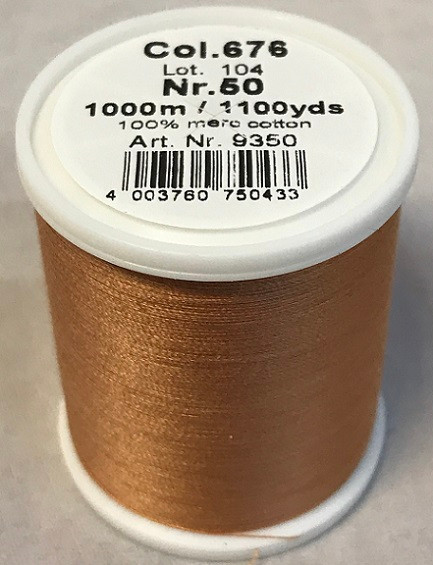 Col.676
Lot. 104
Nr.50
1000m / 1100yds
100% merc cotton
Art. Nr. 9350
4 003760 750433